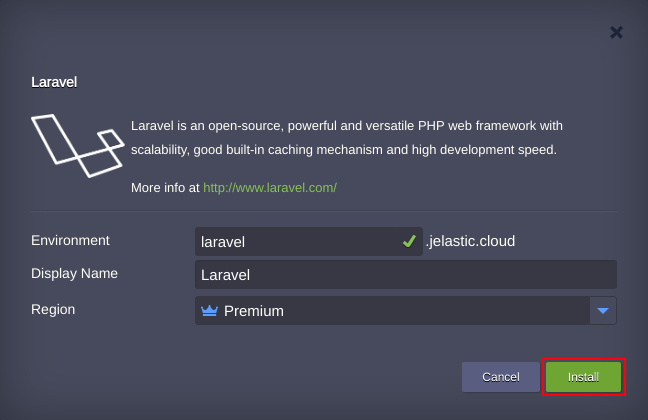 Laravel
Laravel is an open-source, powerful and versatile PHP web framework with
scalability, good built-in caching mechanism and high development speed.
More info at http://www.laravel.com/
Environment laravel .jelastic.cloud
Display Name Laravel
Region Premium
Cancel Install